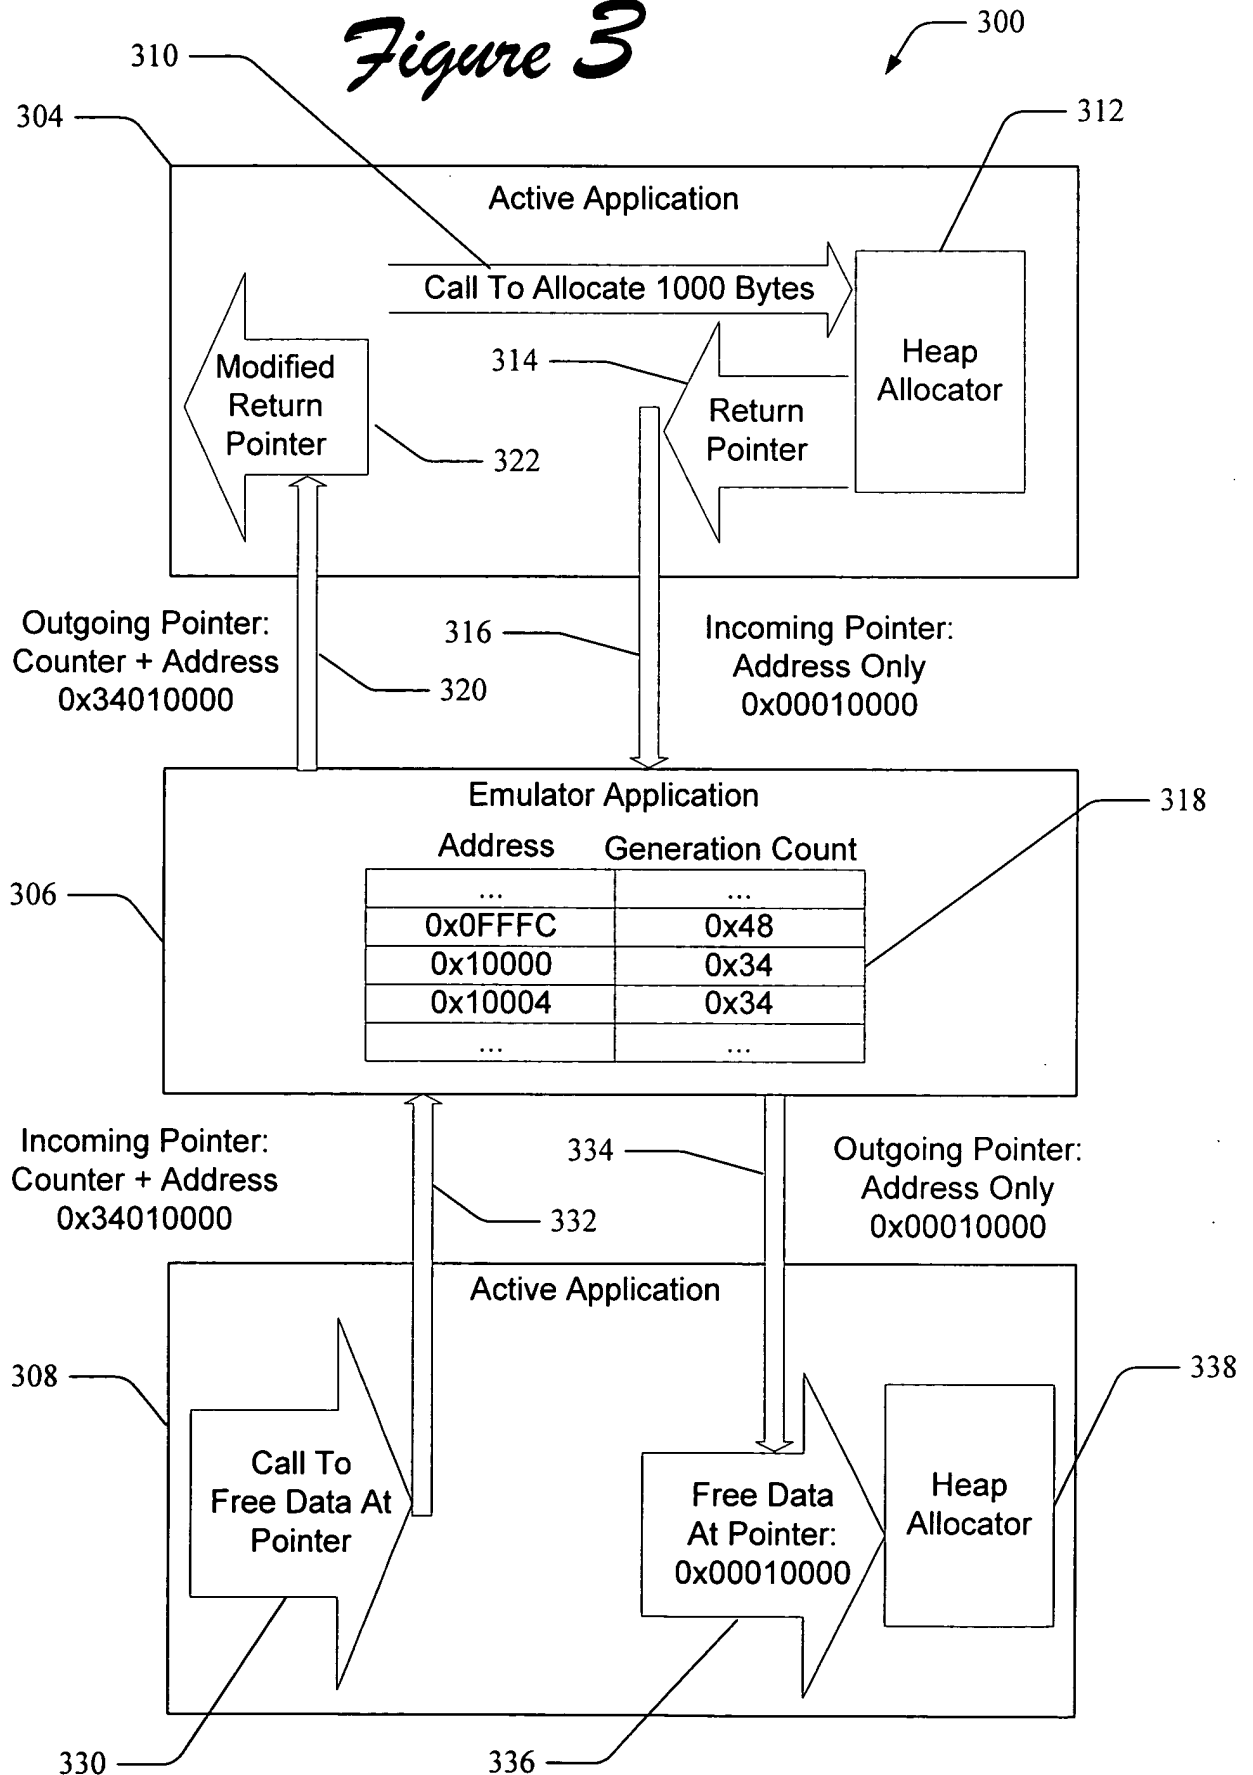 Figure 3
300
310
304
312
Active Application
Call To Allocate 1000 Bytes
Heap
Allocator
314
Return
Pointer
Modified
Return
Pointer
322
Outgoing Pointer:
Counter + Address
0x34010000
320
316
Incoming Pointer:
Address Only
0x00010000
Emulator Application
318
Address Generation Count
... ...
306
0x0FFFC 0x48
0x10000 0x34
0x10004 0x34
... ...
Incoming Pointer:
Counter + Address
0x34010000
332
334
Outgoing Pointer:
Address Only
0x00010000
Active Application
308
338
Call To
Free Data At
Pointer
Free Data
At Pointer:
0x00010000
Heap
Allocator
330
336